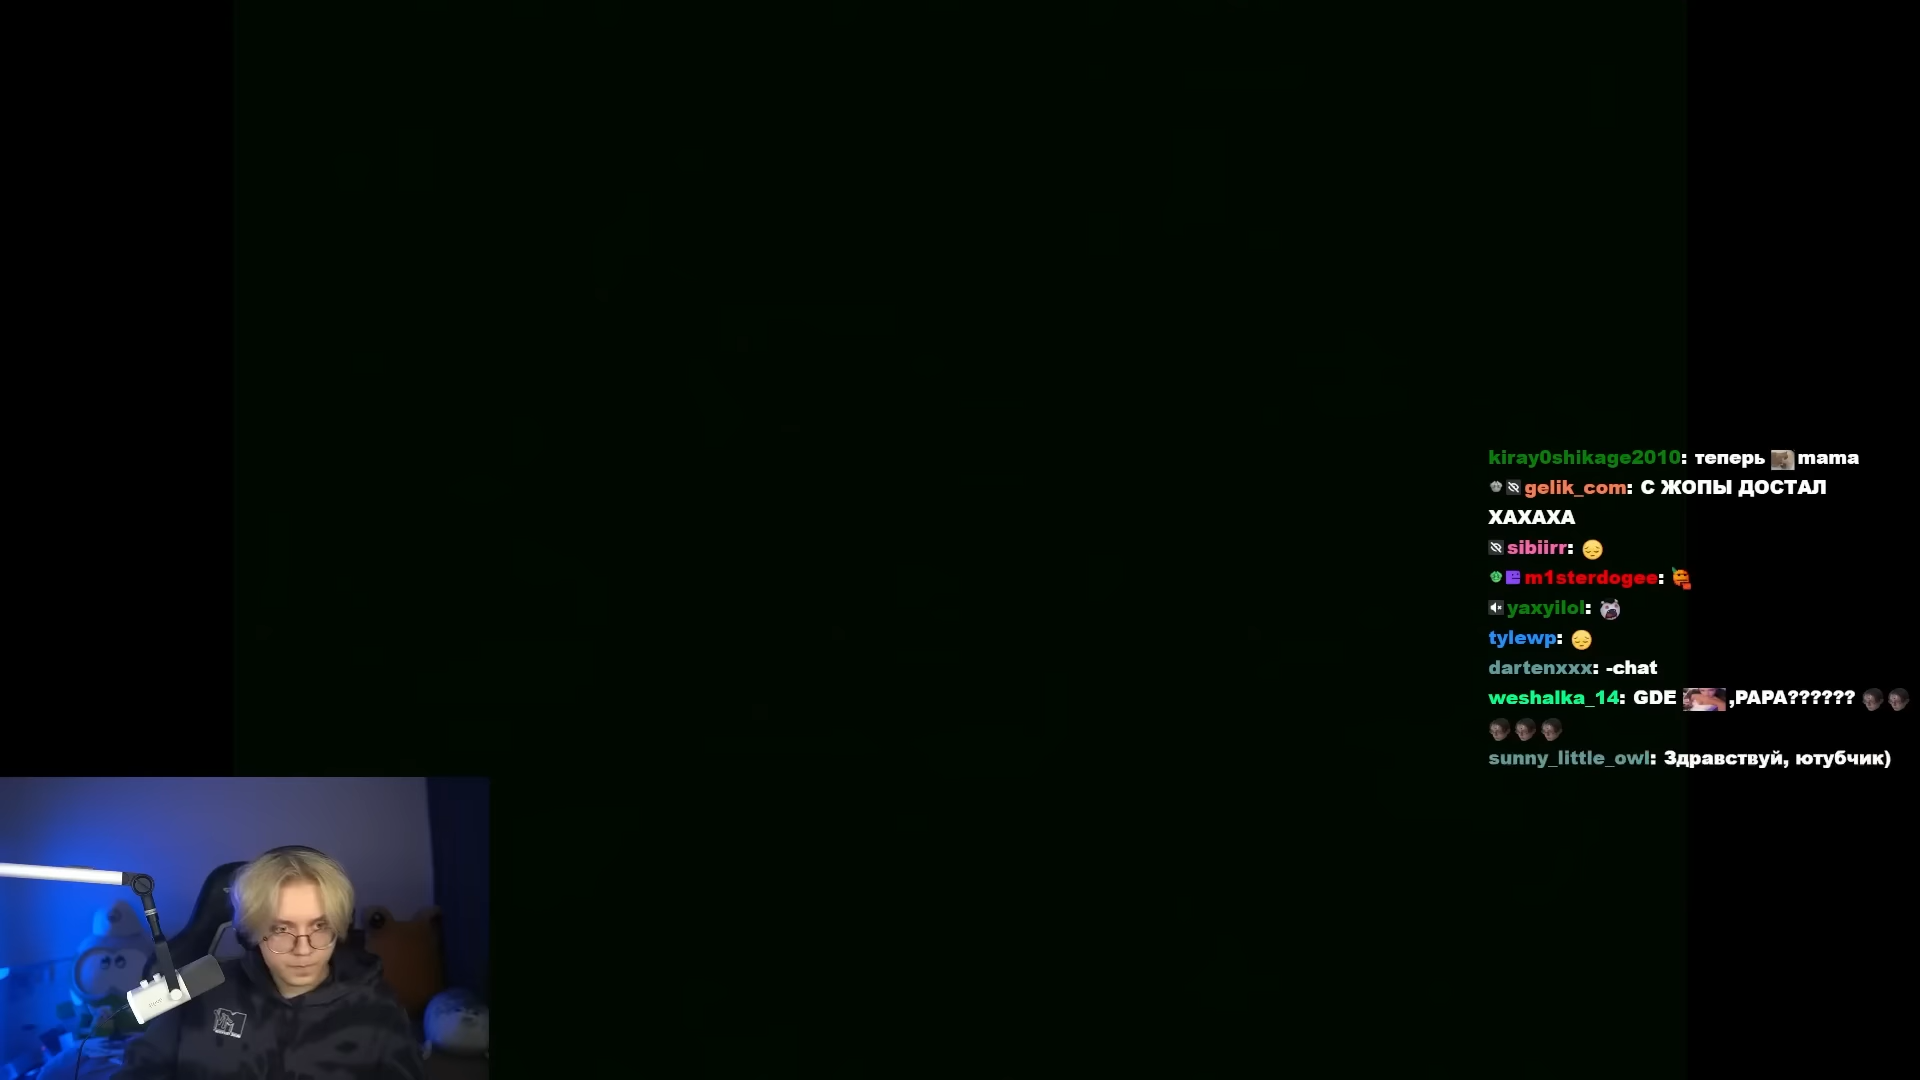 kiray0shikage2010: теперь mama
gelik_com: С ЖОПЫ ДОСТАЛ
ХАХАХА
sibiirr:
m1sterdogee:
yaxyilol:
tylewp:
dartenxxx: -chat
weshalka_14: GDE ,PAPA??????
sunny_little_owl: Здравствуй, ютубчик)